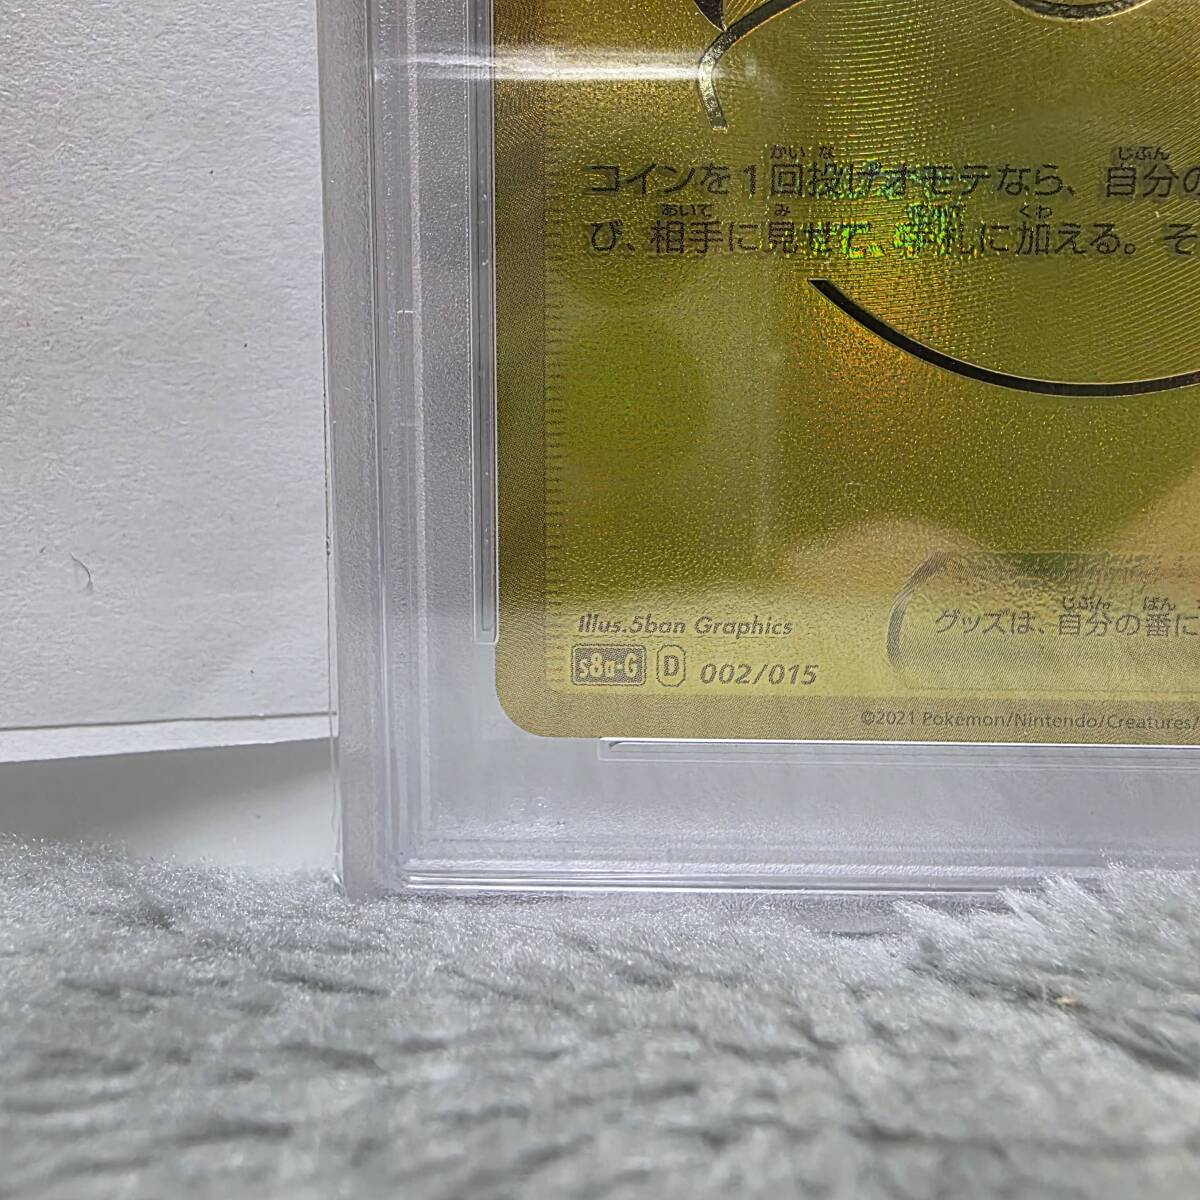 コインを1回投げオモテなら、自分の
び、相手に見せて、手札に加える。そ
Illus.5ban Graphics
グッズは、自分の番に
s8a-G D 002/015
©2021 Pokémon/Nintendo/Creatures/